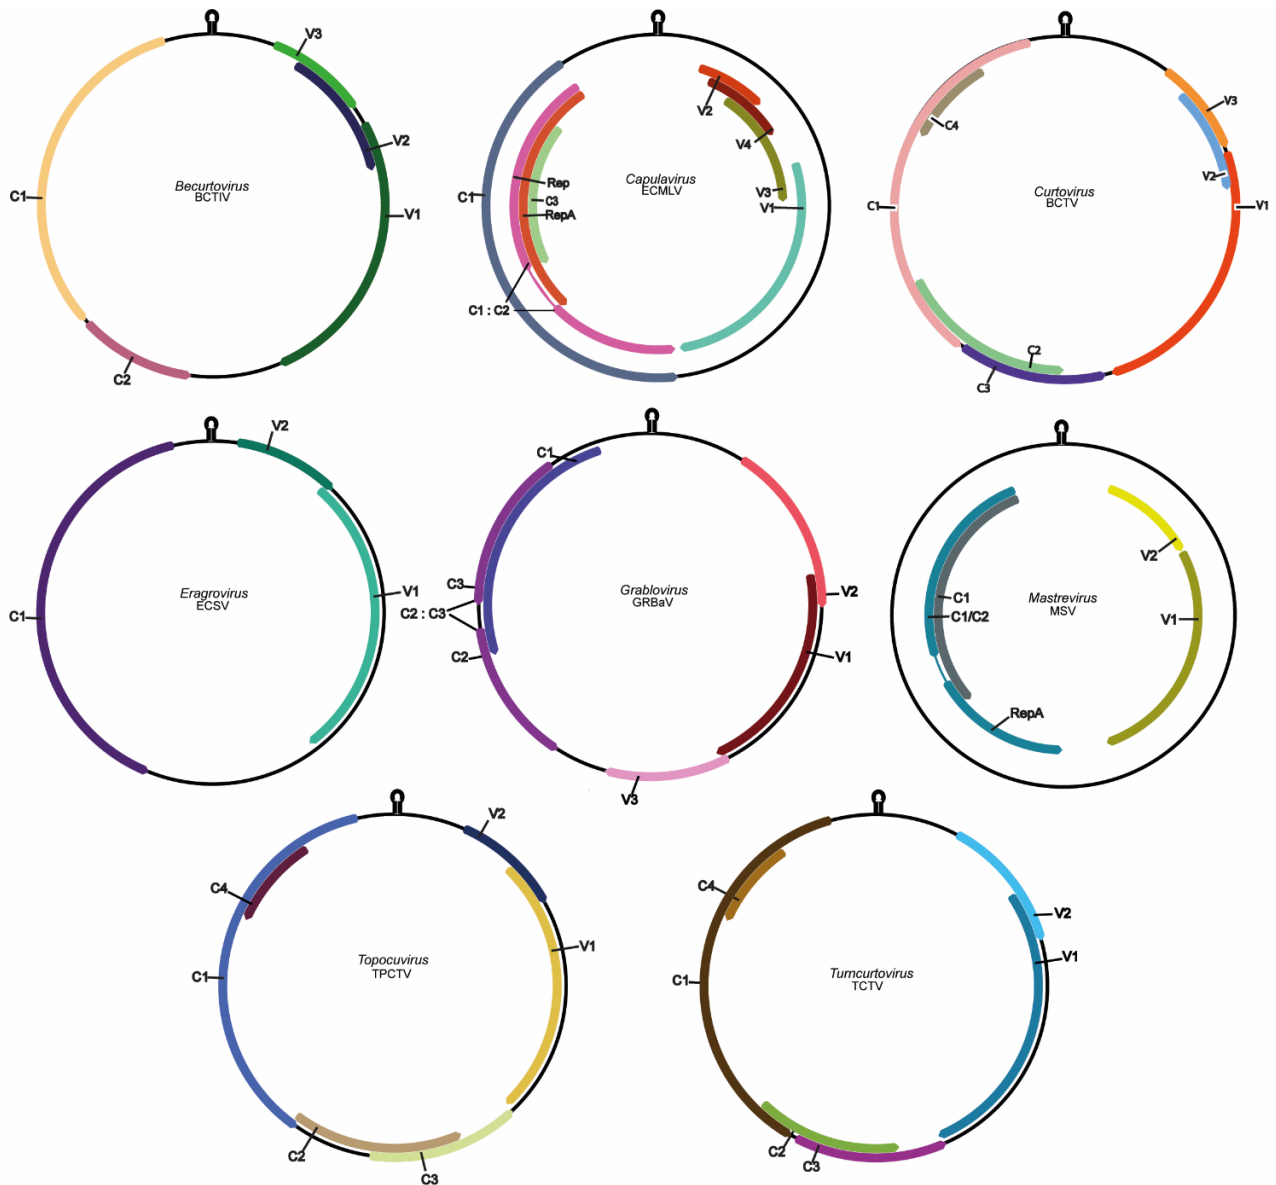 V3
V2
Becurtovirus
BCTIV
C1
V1
C2
V2
V4
Rep
Capulavirus
ECMLV
V3
C1
C3
V1
RepA
C1 : C2
V3
C4
V2
Curtovirus
BCTV
C1
V1
C2
C3
V2
Eragrovirus
ECSV
V1
C1
C1
C3
Grablovirus
GRBaV
V2
C2 : C3
C2
V1
V3
V2
C1
Mastrevirus
MSV
C1/C2
V1
RepA
V2
C4
V1
Topocuvirus
TPCTV
C1
C2
C3
C4
V2
V1
Turncurtovirus
TCTV
C1
C2
C3